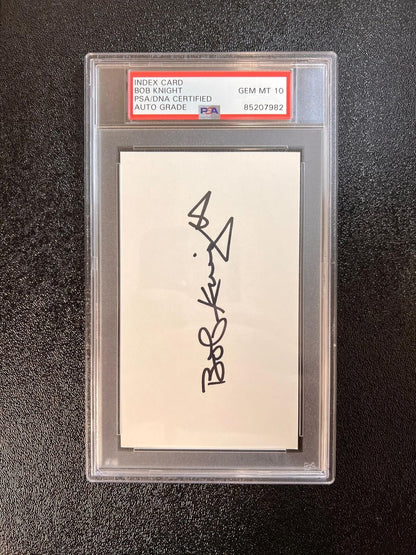 INDEX CARD
BOB KNIGHT GEM MT 10
PSA/DNA CERTIFIED
AUTO GRADE PSA 85207982
Bob Knight